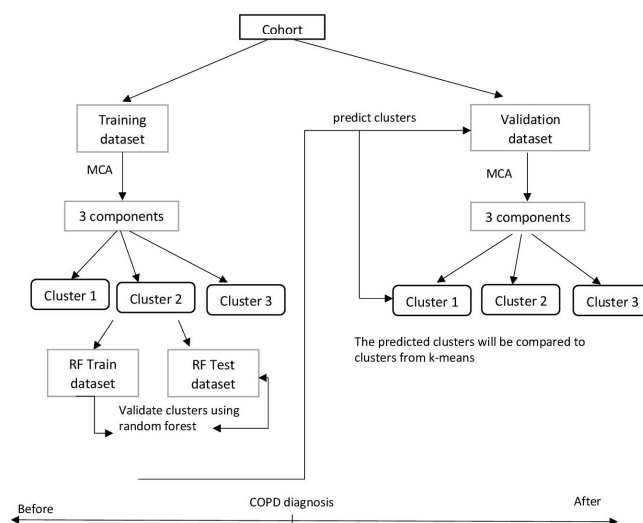 Cohort
Training
dataset
predict clusters
Validation
dataset
MCA
MCA
3 components
3 components
Cluster 1
Cluster 2
Cluster 3
Cluster 1
Cluster 2
Cluster 3
The predicted clusters will be compared to
clusters from k-means
RF Train
dataset
RF Test
dataset
Validate clusters using
random forest
Before
COPD diagnosis
After